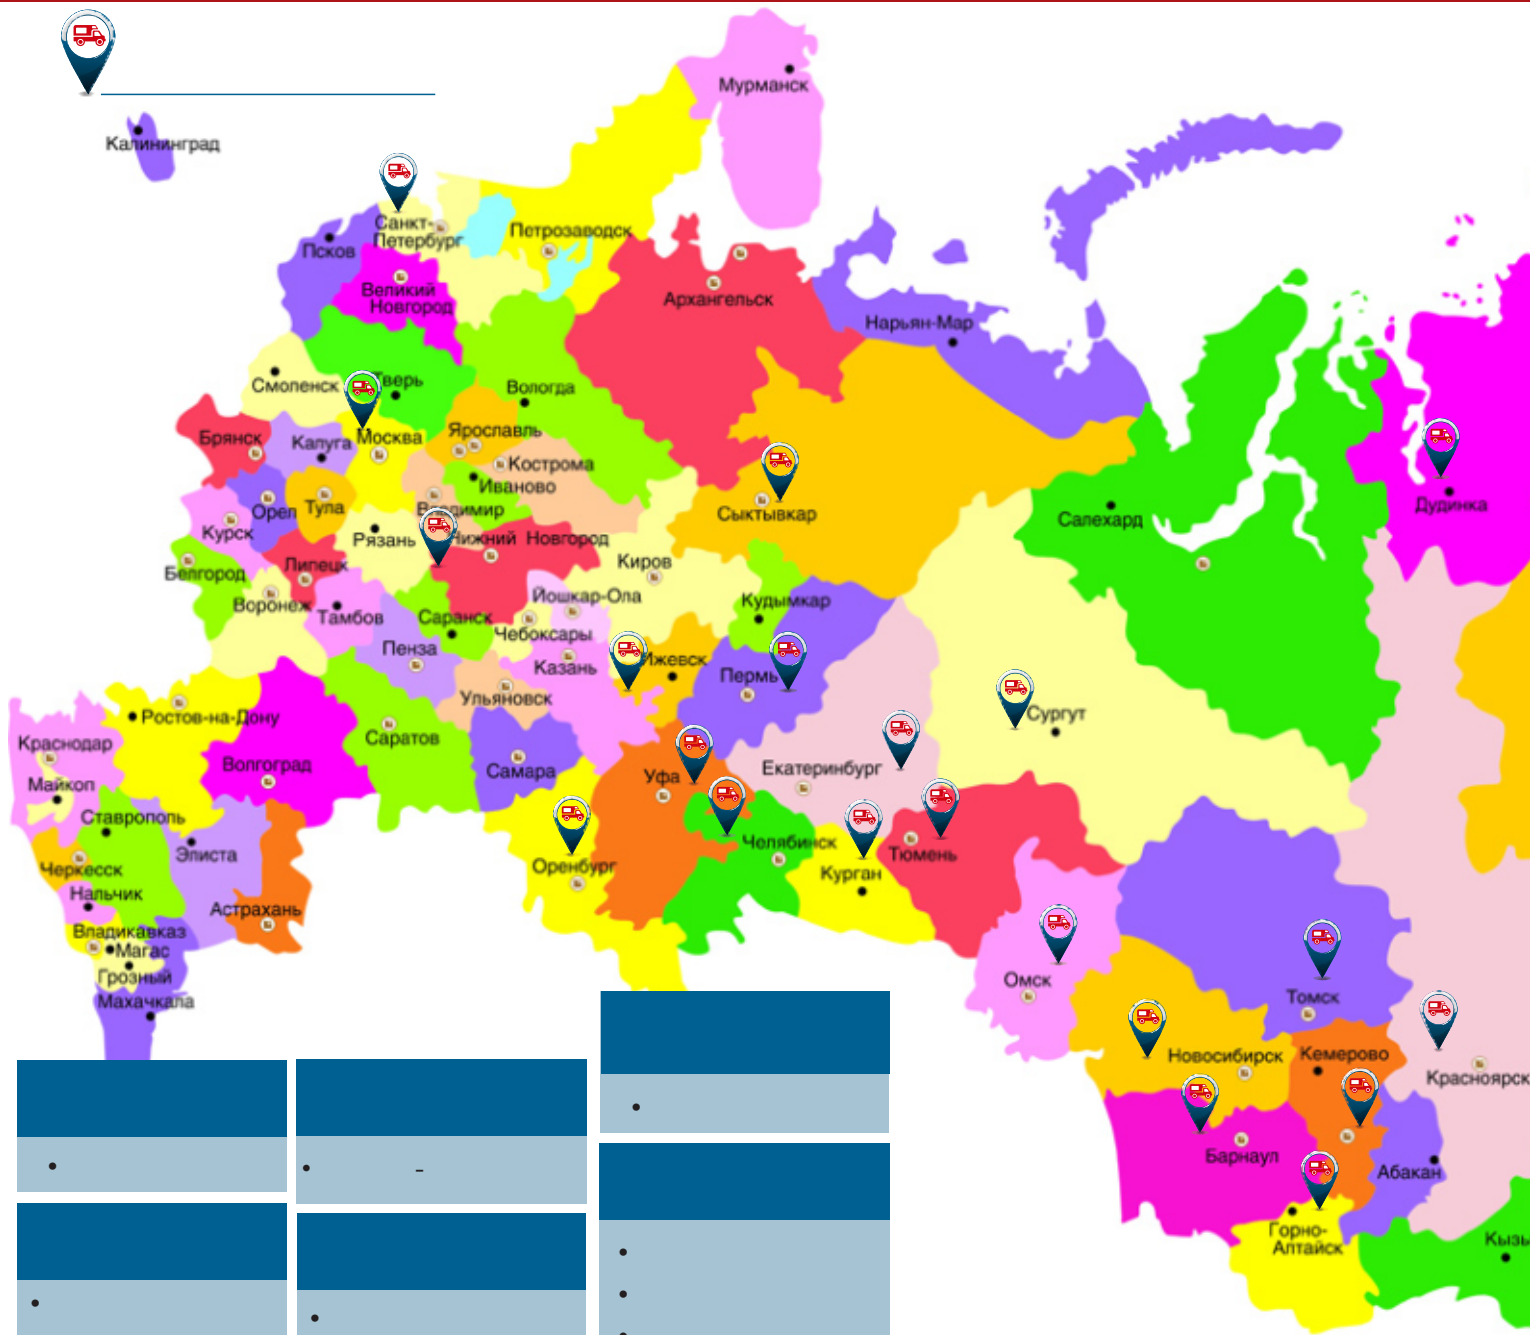 Мурманск
Калининград
Санкт-
Петербург
Петрозаводск
Псков
Великий
Новгород
Архангельск
Нарьян-Мар
Смоленск
Тверь
Вологда
Брянск
Калуга
Москва
Ярославль
Кострома
Иваново
Орел
Тула
Владимир
Сыктывкар
Салехард
Дудинка
Курск
Рязань
Нижний Новгород
Киров
Белгород
Липецк
Воронеж
Тамбов
Саранск
Йошкар-Ола
Чебоксары
Кудымкар
Пенза
Казань
Ижевск
Пермь
Ульяновск
Сургут
Ростов-на-Дону
Саратов
Краснодар
Волгоград
Самара
Уфа
Екатеринбург
Майкоп
Ставрополь
Элиста
Челябинск
Тюмень
Черкесск
Оренбург
Курган
Нальчик
Астрахань
Владикавказ
Магас
Грозный
Махачкала
Омск
Томск
Новосибирск
Кемерово
Красноярск
Барнаул
Абакан
Горно-
Алтайск
Кызы